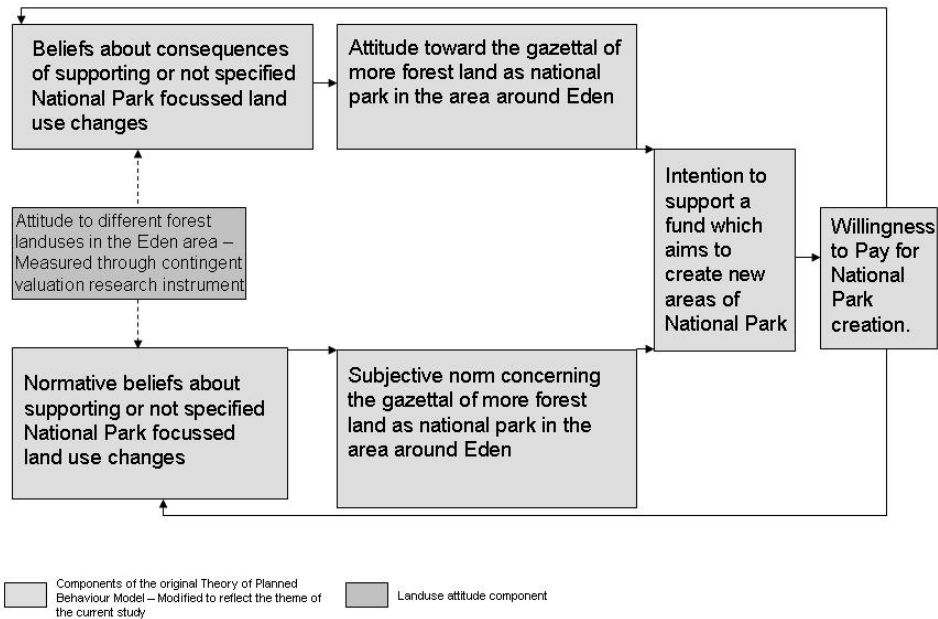 Beliefs about consequences
of supporting or not specified
National Park focussed land
use changes
Attitude toward the gazettal of
more forest land as national
park in the area around Eden
Attitude to different forest
landuses in the Eden area –
Measured through contingent
valuation research instrument
Intention to
support a
fund which
aims to
create new
areas of
National Park
Willingness
to Pay for
National
Park
creation.
Normative beliefs about
supporting or not specified
National Park focussed
land use changes
Subjective norm concerning
the gazettal of more forest
land as national park in the
area around Eden
Components of the original Theory of Planned
Behaviour Model – Modified to reflect the theme of
the current study
Landuse attitude component